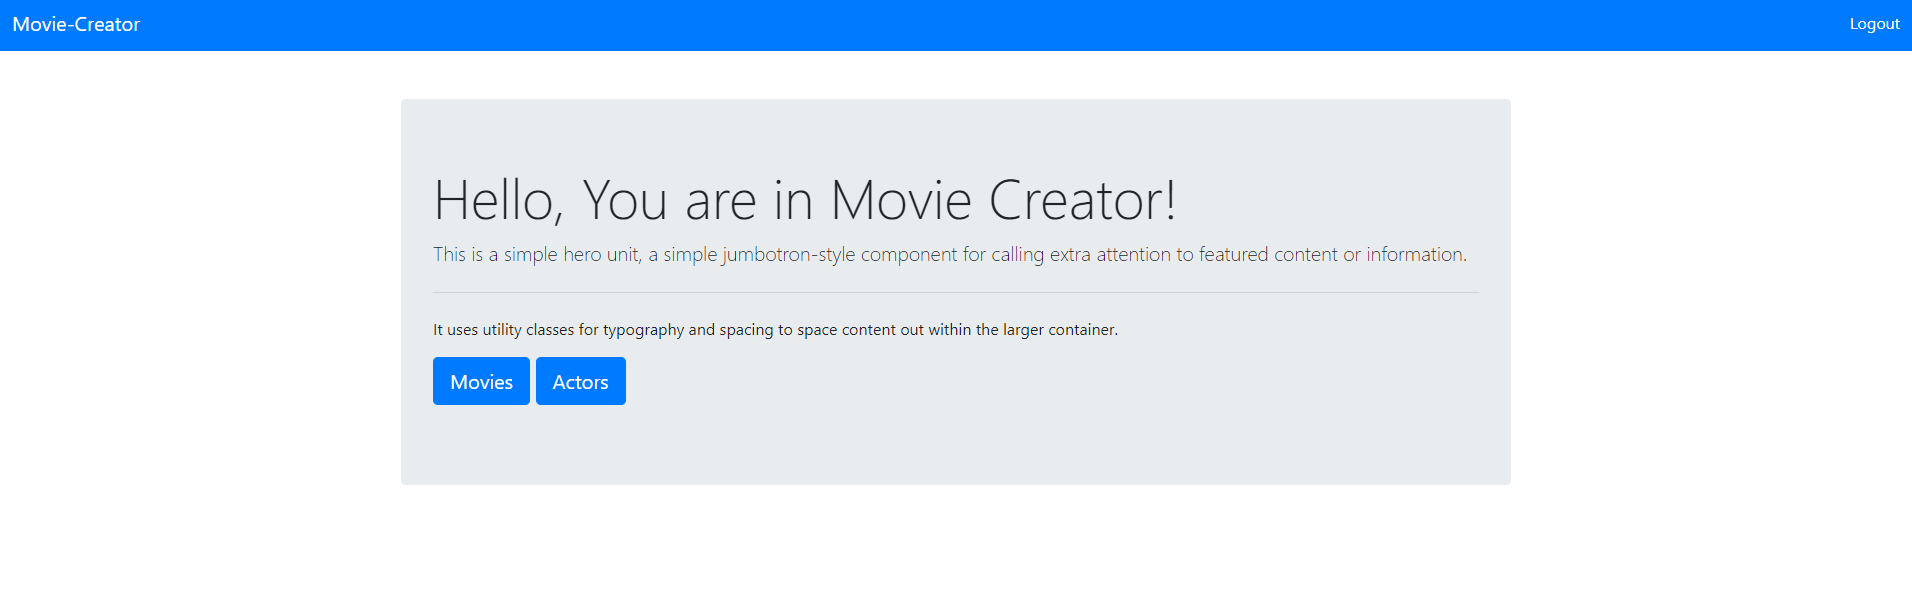 Movie-Creator
Logout
Hello, You are in Movie Creator!
This is a simple hero unit, a simple jumbotron-style component for calling extra attention to featured content or information.
It uses utility classes for typography and spacing to space content out within the larger container.
Movies
Actors